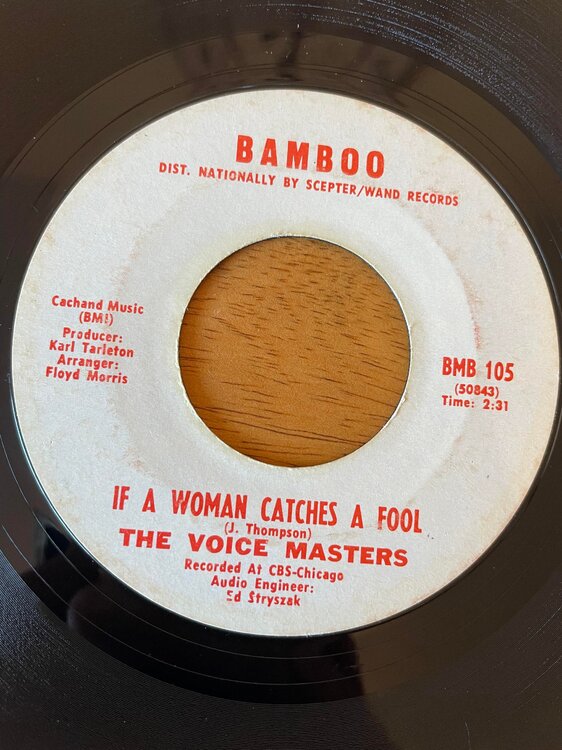 BAMBOO
DIST. NATIONALLY BY SCEPTER/WAND RECORDS
Cachand Music
(BMI)
Producer:
Karl Tarleton
Arranger:
Floyd Morris
BMB 105
(50843)
Time: 2:31
IF A WOMAN CATCHES A FOOL
(J. Thompson)
THE VOICE MASTERS
Recorded At CBS-Chicago
Audio Engineer:
Ed Stryszak